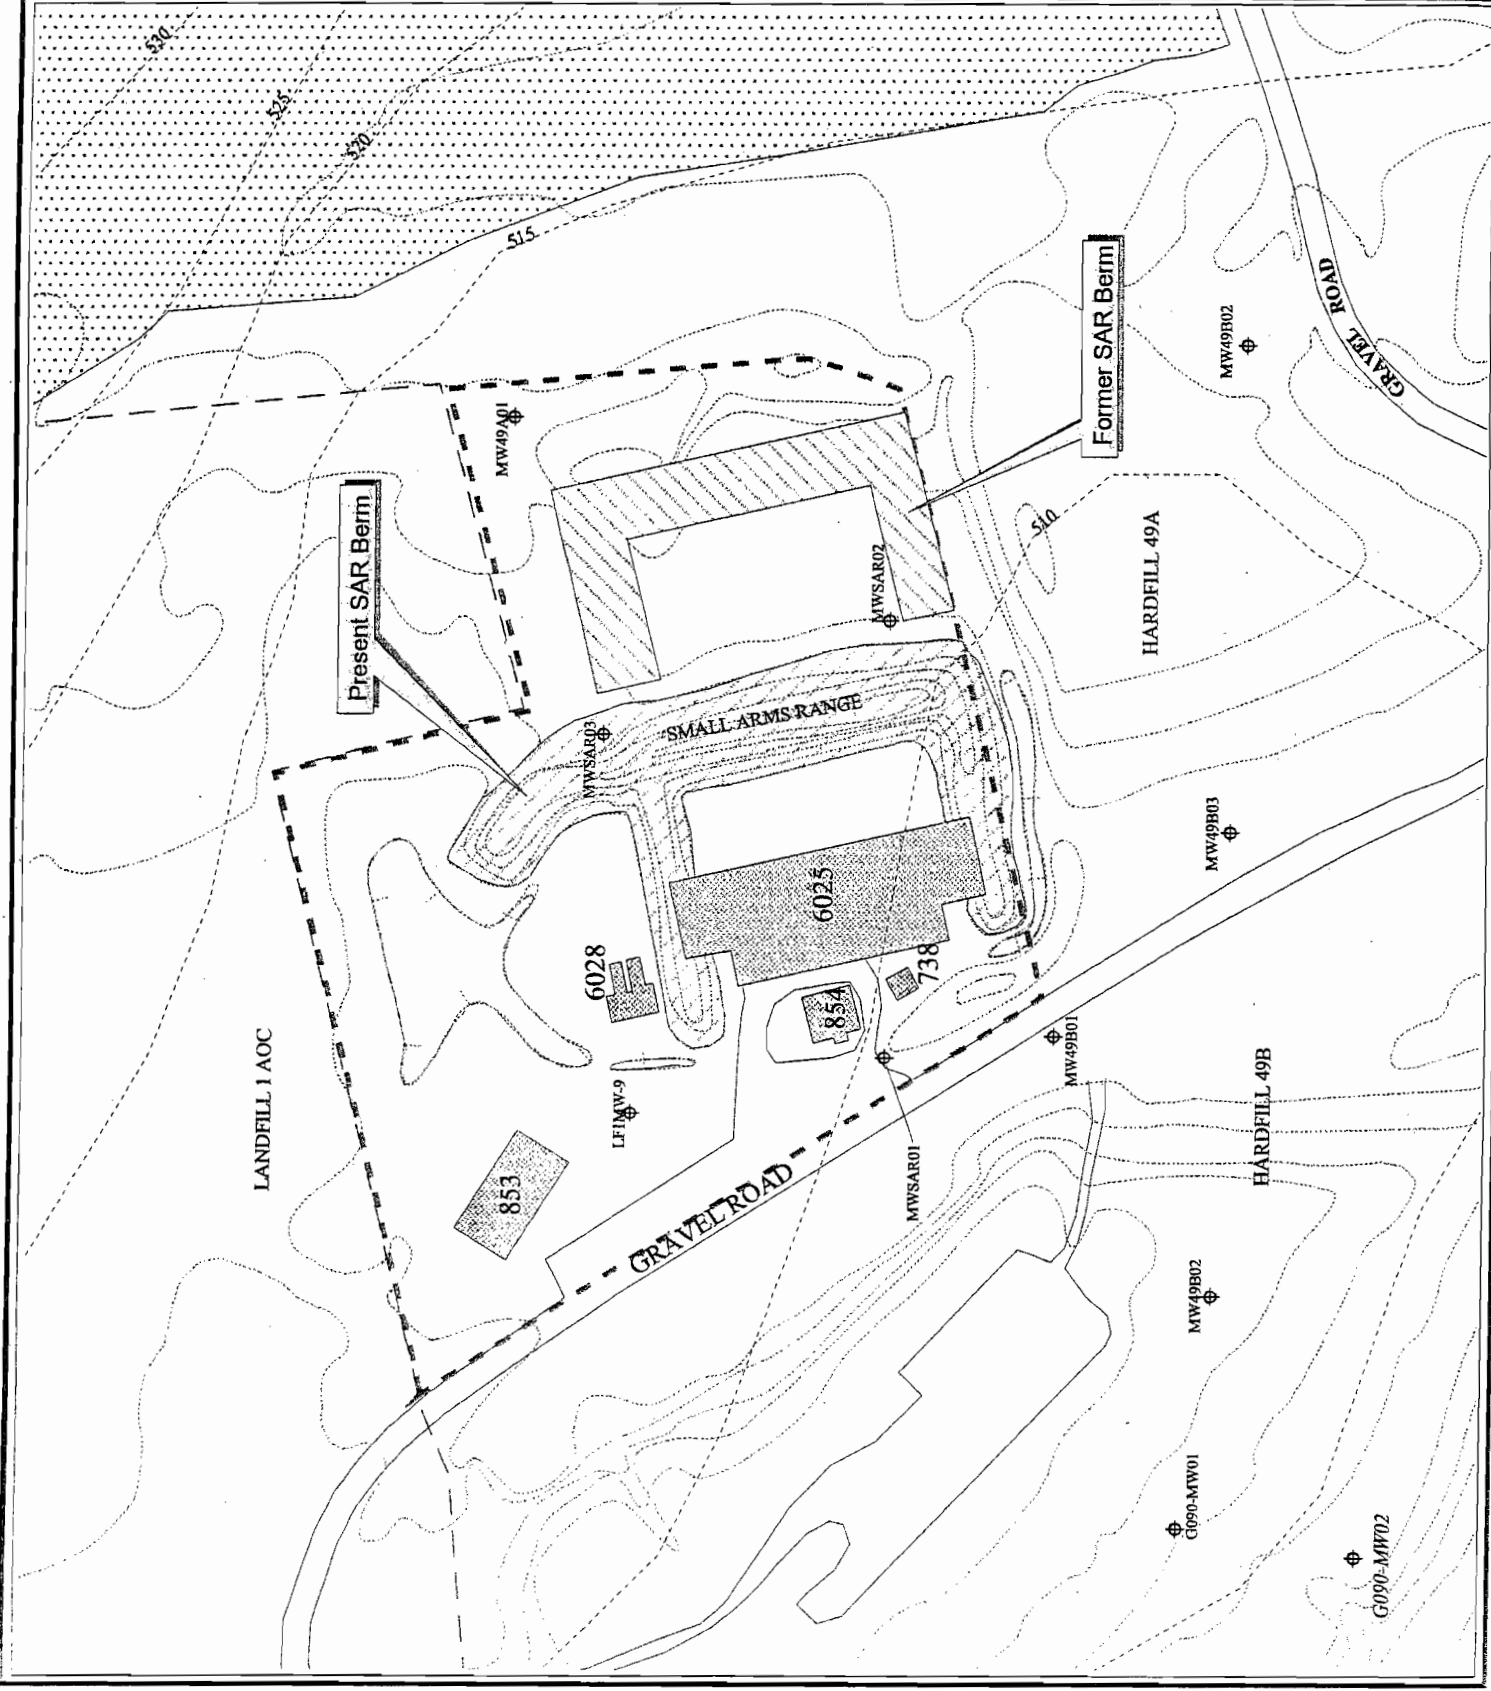 530
525
520
515
MW49A01
Present SAR Berm
Former SAR Berm
MW49B02
GRAVEL
ROAD
510
HARDFILL 49A
MWSAR02
MWSAR03
SMALL ARMS RANGE
MW49B03
6025
6028
738
854
LANDFILL 1 AOC
LF1MW-9
853
GRAVEL ROAD
MWSAR01
MW49B01
HARDFILL 49B
MW49B02
G090-MW01
G090-MW02